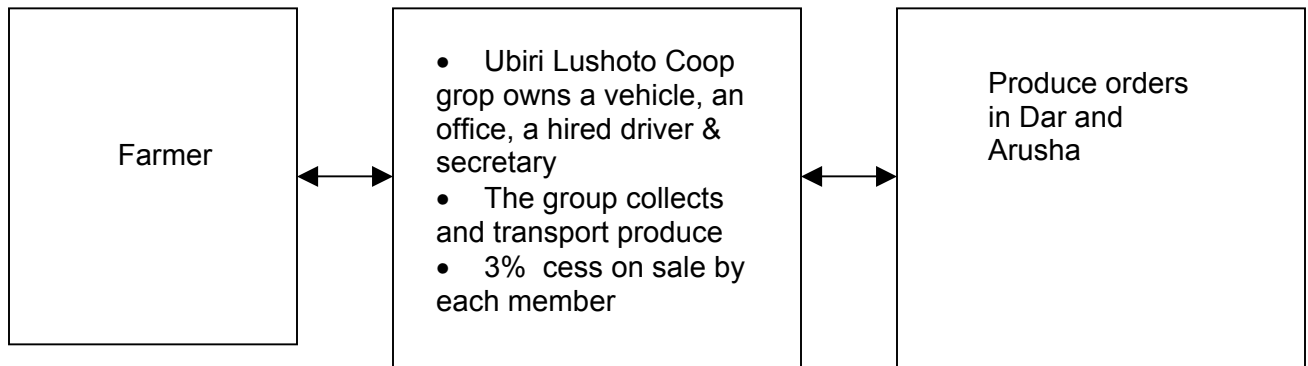 Farmer
• Ubiri Lushoto Coop
grop owns a vehicle, an
office, a hired driver &
secretary
• The group collects
and transport produce
• 3% cess on sale by
each member
Produce orders
in Dar and
Arusha